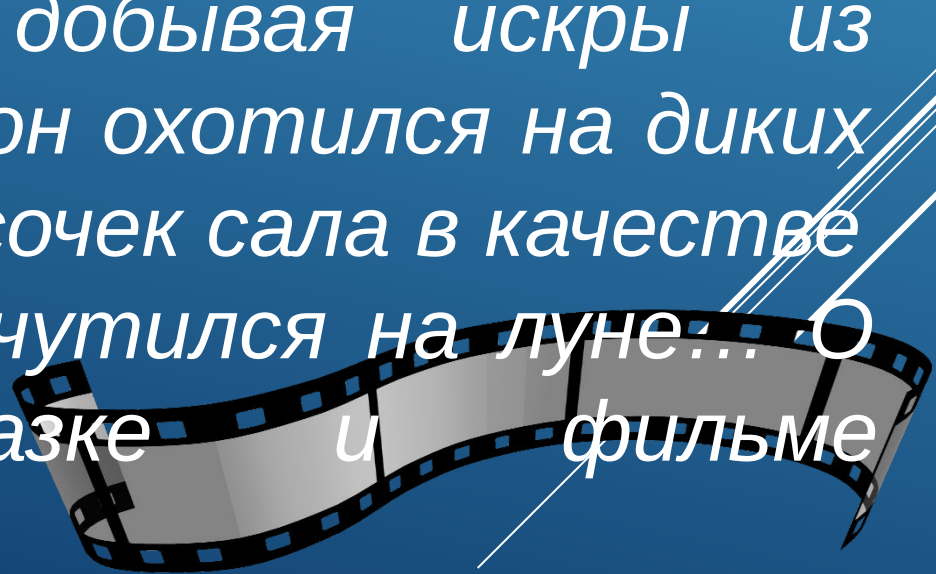 добывая искры из
он охотился на диких
сочек сала в качестве
чутился на луне… О
азке и фильме